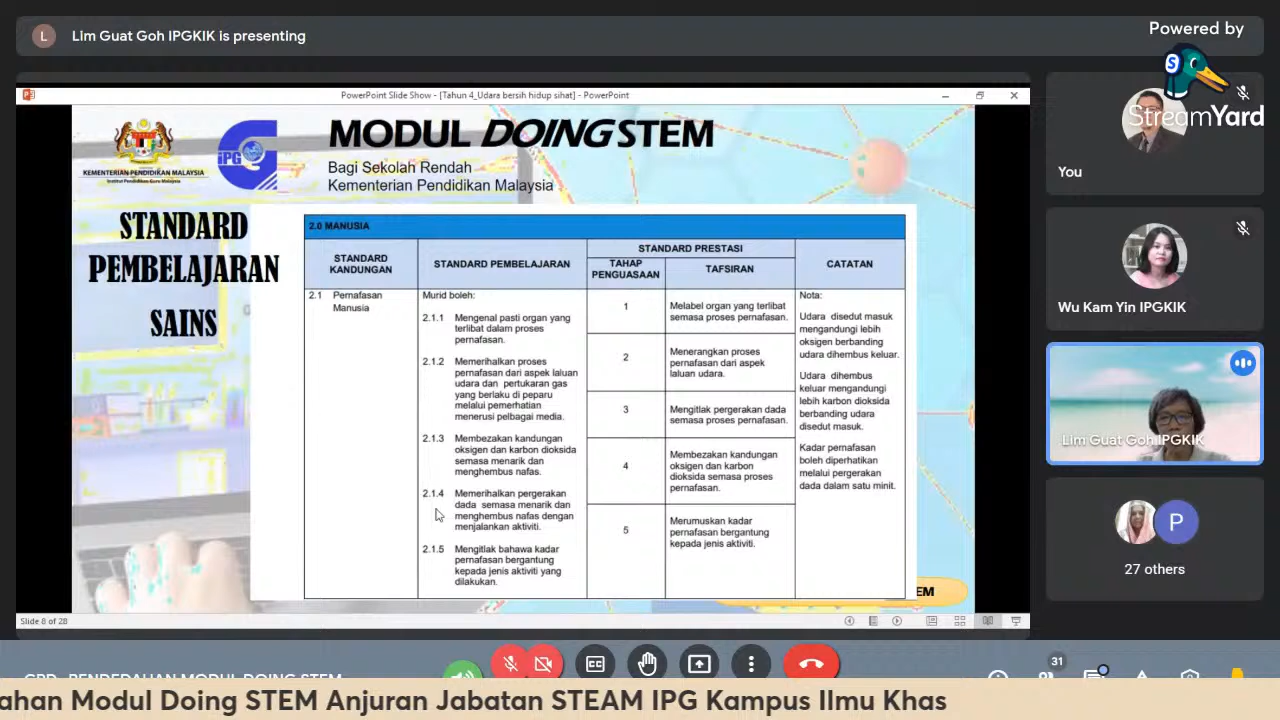 L
Lim Guat Goh IPGKIK is presenting
Powered by
StreamYard
PowerPoint Slide Show - [Tahun 4_Udara bersih hidup sihat] - PowerPoint
KEMENTERIAN PENDIDIKAN MALAYSIA
Institut Pendidikan Guru Malaysia
iPG
MODUL DOING STEM
Bagi Sekolah Rendah
Kementerian Pendidikan Malaysia
STANDARD
PEMBELAJARAN
SAINS
2.0 MANUSIA
STANDARD
KANDUNGAN
STANDARD PEMBELAJARAN
STANDARD PRESTASI
TAHAP
PENGUASAAN
TAFSIRAN
CATATAN
2.1 Pernafasan
Manusia
Murid boleh:
2.1.1 Mengenal pasti organ yang
terlibat dalam proses
pernafasan.
2.1.2 Memerihalkan proses
pernafasan dari aspek laluan
udara dan pertukaran gas
yang berlaku di peparu
melalui pemerhatian
menerusi pelbagai media.
2.1.3 Membezakan kandungan
oksigen dan karbon dioksida
semasa menarik dan
menghembus nafas.
2.1.4 Memerihalkan pergerakan
dada semasa menarik dan
menghembus nafas dengan
menjalankan aktiviti.
2.1.5 Mengitlak bahawa kadar
pernafasan bergantung
kepada jenis aktiviti yang
dilakukan.
1
Melabel organ yang terlibat
semasa proses pernafasan.
2
Menerangkan proses
pernafasan dari aspek
laluan udara.
3
Mengitlak pergerakan dada
semasa proses pernafasan.
4
Membezakan kandungan
oksigen dan karbon
dioksida semasa proses
pernafasan.
5
Merumuskan kadar
pernafasan bergantung
kepada jenis aktiviti.
Nota:
Udara disedut masuk
mengandungi lebih
oksigen berbanding
udara dihembus keluar.
Udara dihembus
keluar mengandungi
lebih karbon dioksida
berbanding udara
disedut masuk.
Kadar pernafasan
boleh diperhatikan
melalui pergerakan
dada dalam satu minit.
EM
Slide 8 of 28
You
Wu Kam Yin IPGKIK
Lim Guat Goh IPGKIK
P
27 others
31
CC
ahan Modul Doing STEM Anjuran Jabatan STEAM IPG Kampus Ilmu Khas